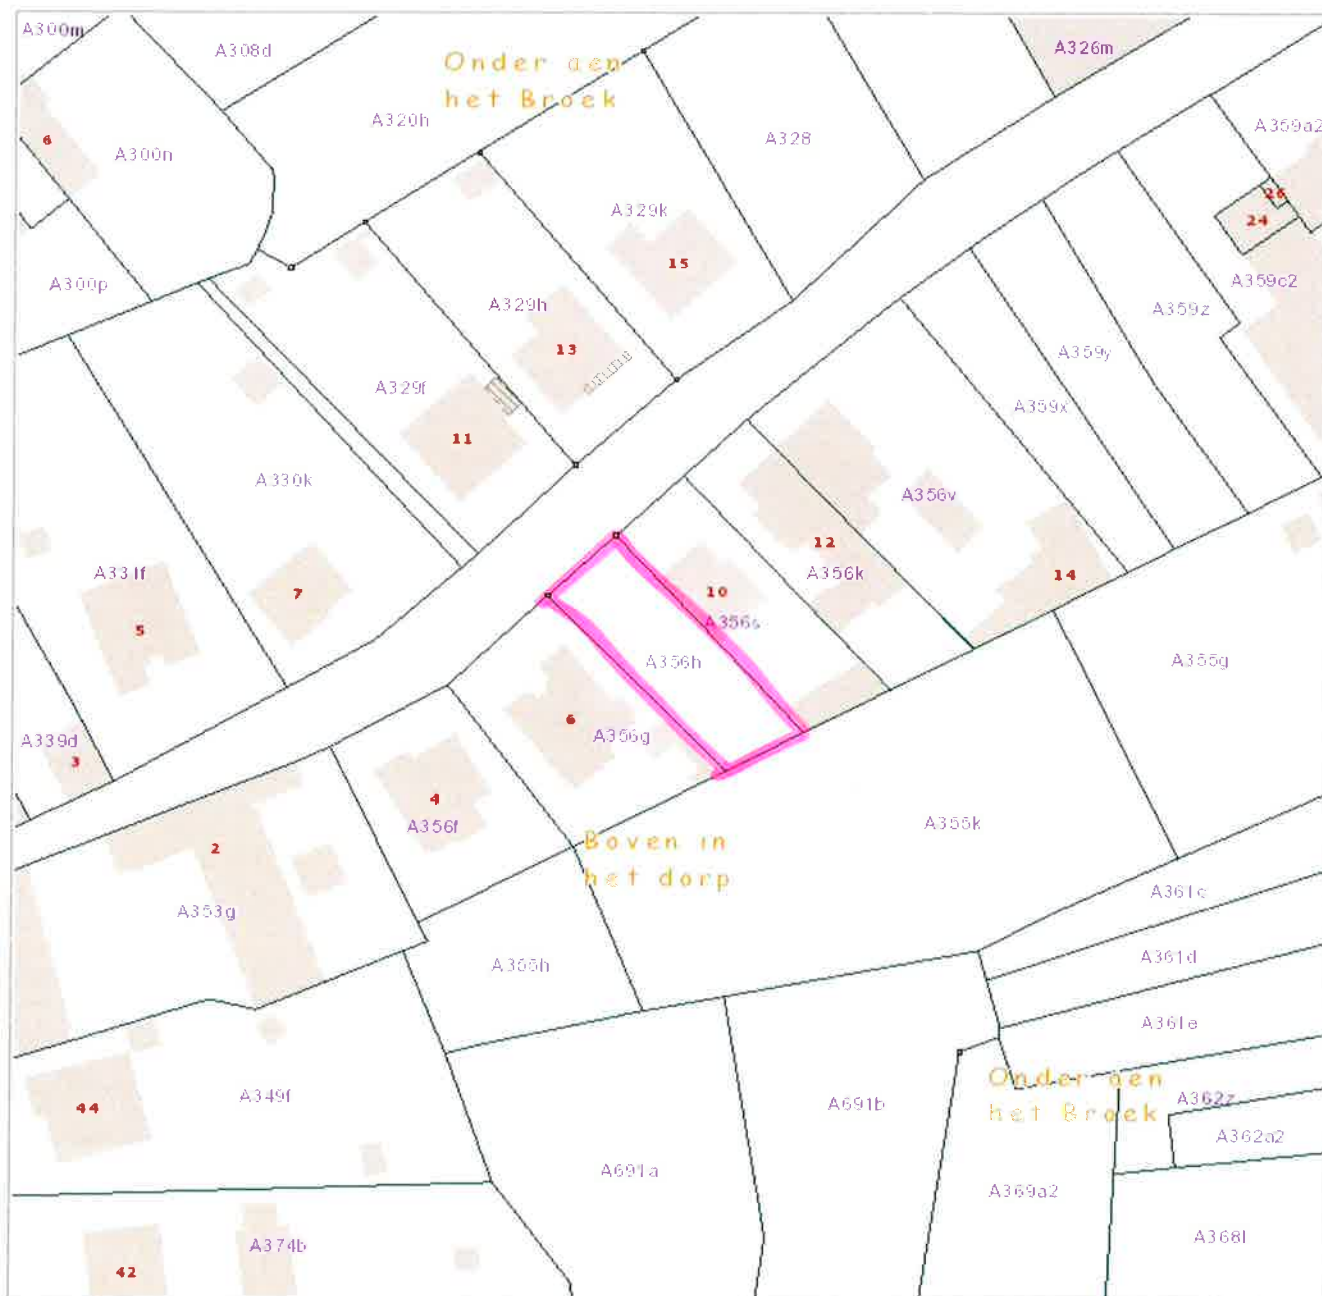 A300m
A308d
Onder aen
het Broek
A326m
A320h
A328
A359a2
6
A300n
A329k
26
24
15
A300p
A329h
A359c2
A359z
13
A359y
A329f
A359x
11
A330k
A356v
12
A331f
A356k
14
7
10
A356s
5
A356h
A355g
6
A356g
A339d
3
4
A356f
A355k
Boven in
het dorp
2
A361c
A353g
A355h
A361d
A361e
Onder aen
het Broek
A349f
44
A691b
A362z
A362a2
A691a
A369a2
A374b
A368l
42